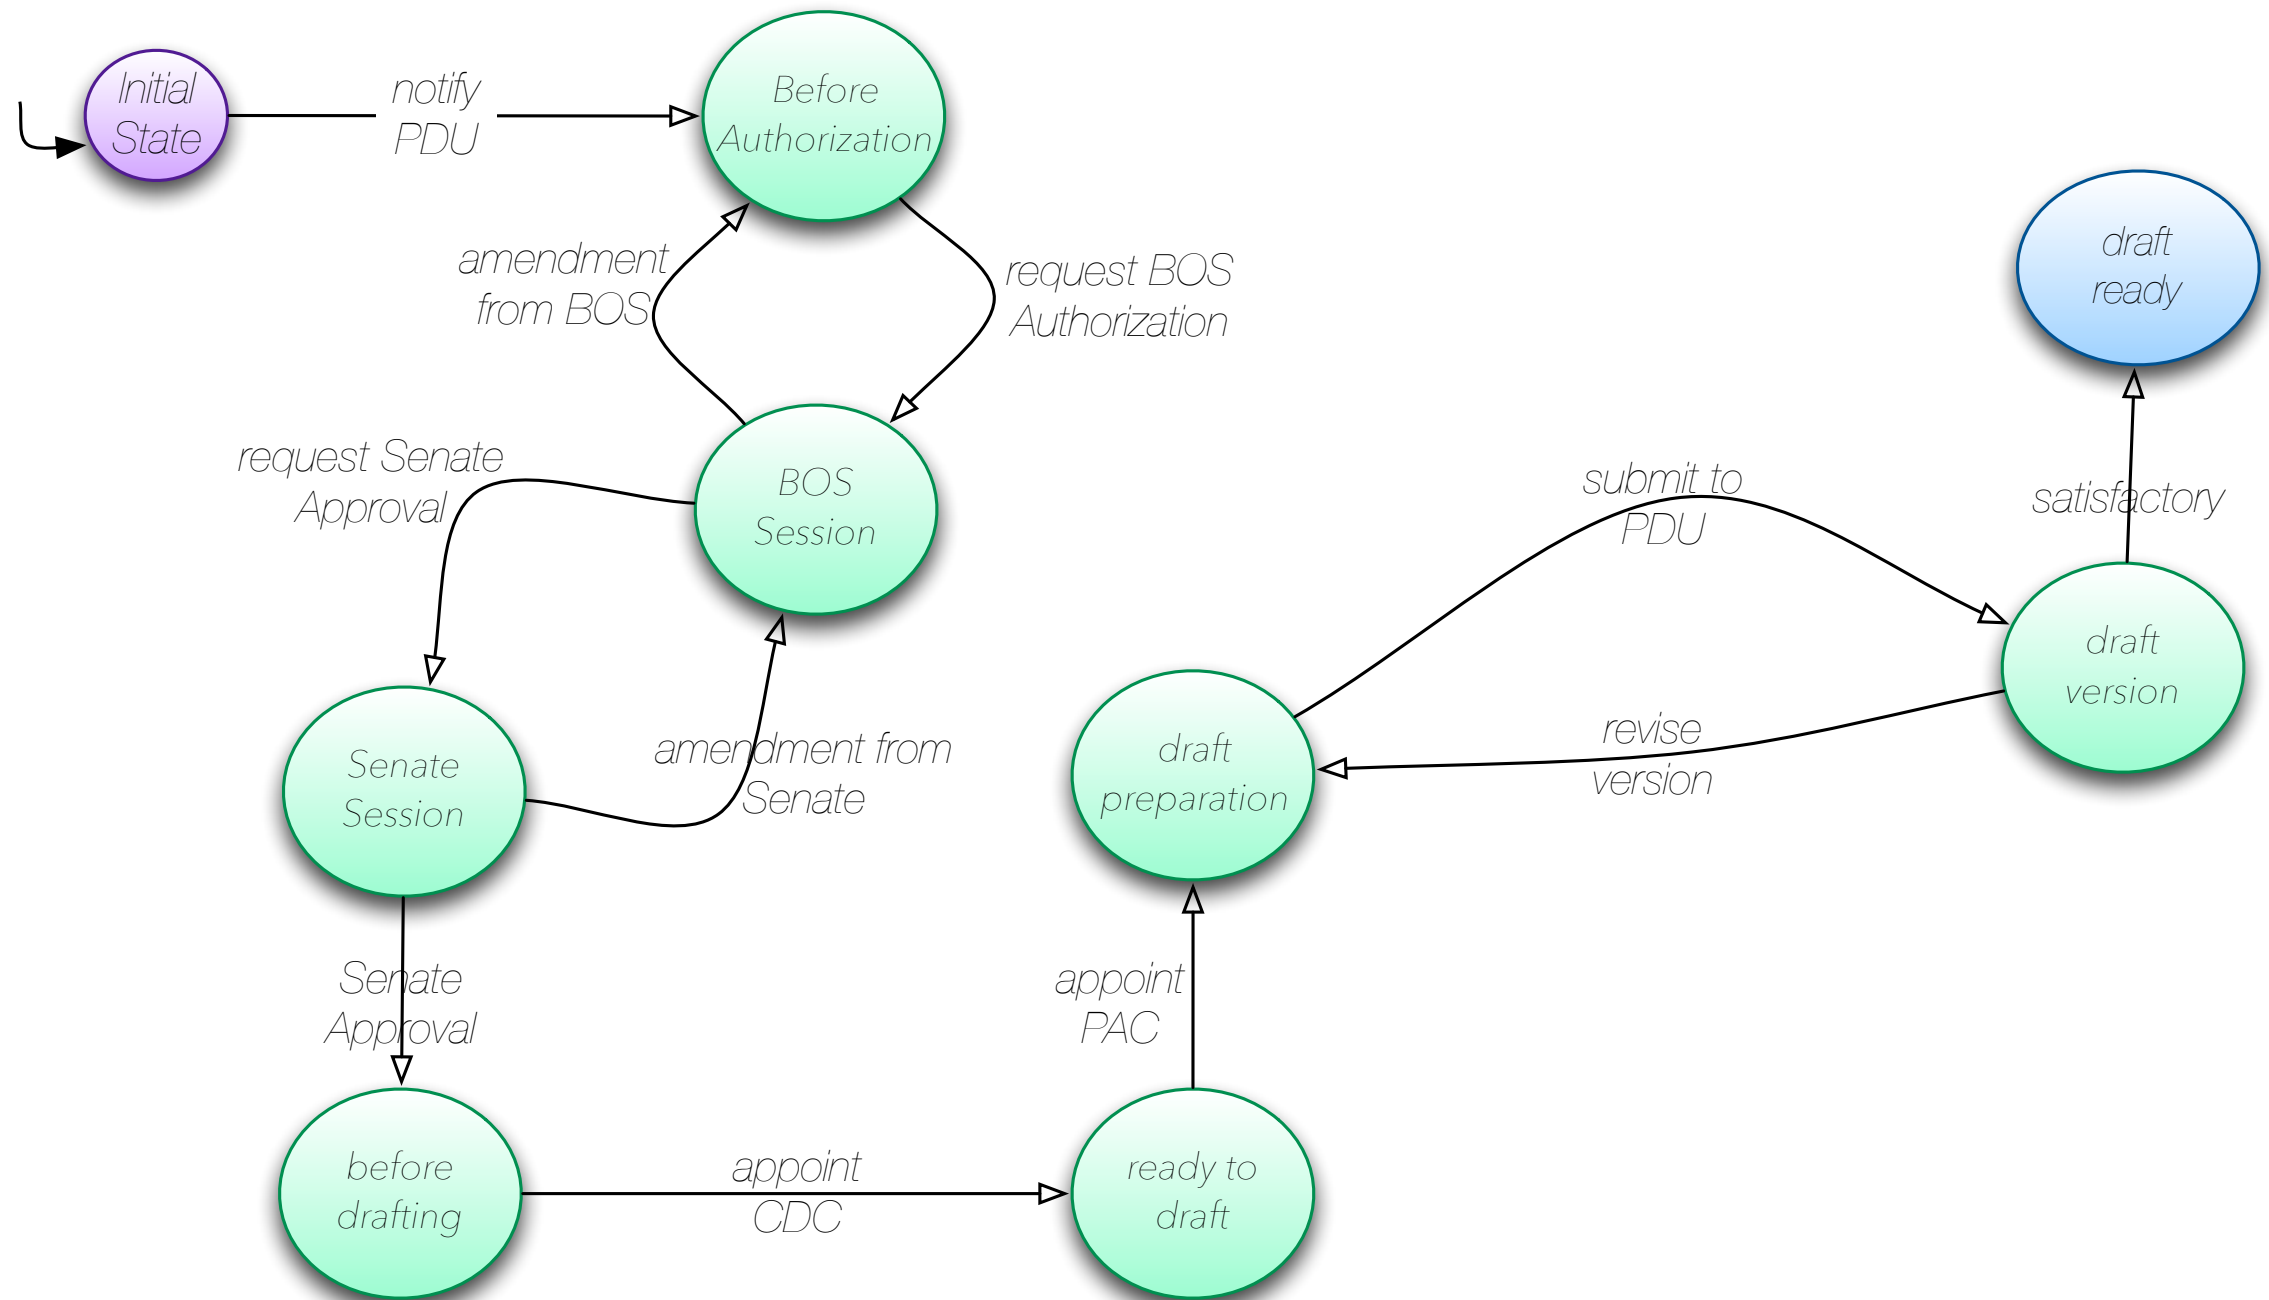 Initial
State
notify
PDU
Before
Authorization
amendment
from BOS
request BOS
Authorization
draft
ready
request Senate
Approval
BOS
Session
submit to
PDU
satisfactory
draft
version
Senate
Session
amendment from
Senate
draft
preparation
revise
version
Senate
Approval
appoint
PAC
before
drafting
appoint
CDC
ready to
draft